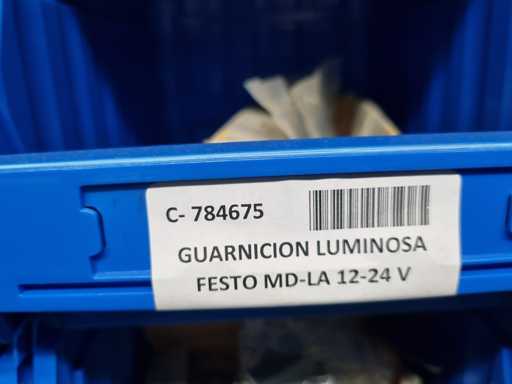 C- 784675
GUARNICION LUMINOSA
FESTO MD-LA 12-24 V